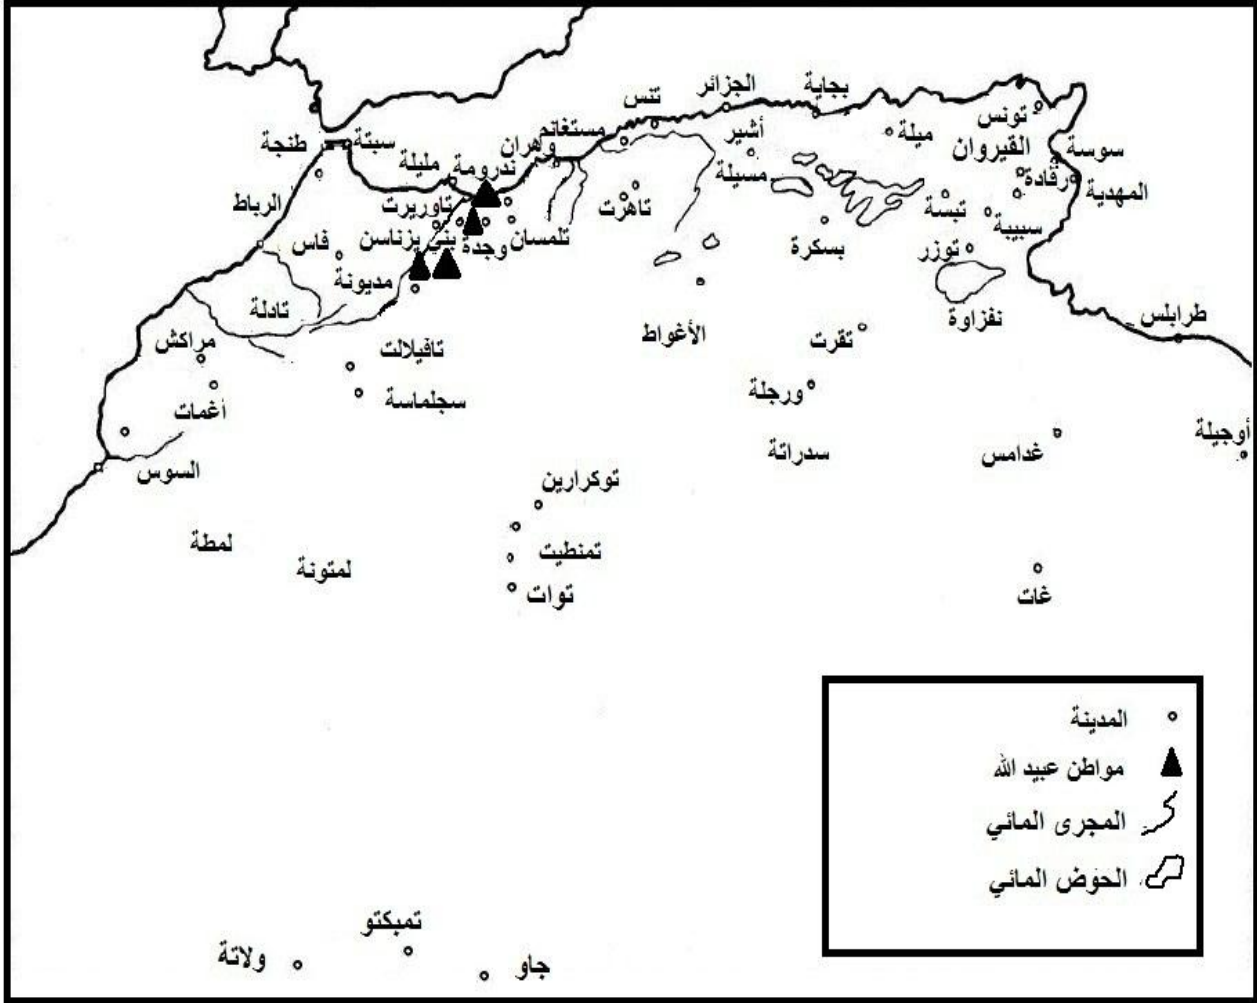 بجاية
الجزائر
تنس
تونس
أشير
ميلة
القيروان
سوسة
مستغانم
وهران
سبتة
طنجة
مليلة
ندرومة
مسيلة
رقادة
المهدية
الرباط
تاوريرت
تاهرت
تبسة
سبيبة
تلمسان
وجدة
بني يزناسن
فاس
بسكرة
توزر
مديونة
تادلة
نفزاوة
طرابلس
مراكش
تافيلالت
الأغواط
تقرت
أغمات
سجلماسة
ورجلة
أوجيلة
السوس
سدراتة
غدامس
توكرارين
لمطة
لمتونة
تمنطيت
توات
غات
المدينة
مواطن عبيد الله
المجرى المائي
الحوض المائي
تمبكتو
ولاتة
جاو